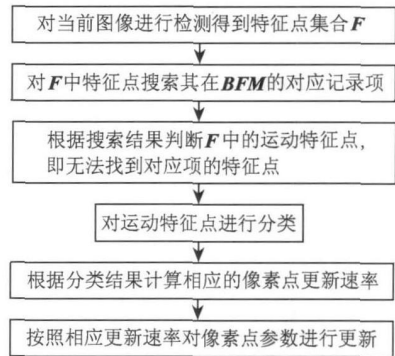 对当前图像进行检测得到特征点集合F
对F中特征点搜索其在BFM的对应记录项
根据搜索结果判断F中的运动特征点，
即无法找到对应项的特征点
对运动特征点进行分类
根据分类结果计算相应的像素点更新速率
按照相应更新速率对像素点参数进行更新